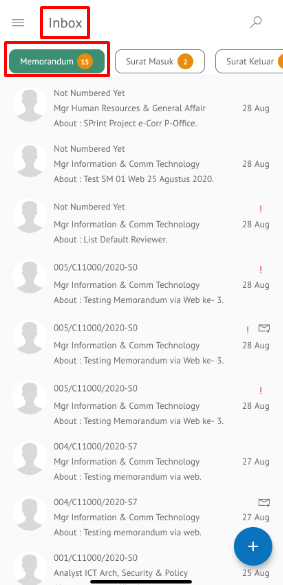 Inbox
Memorandum 15 Surat Masuk 2 Surat Keluar
Not Numbered Yet
Mgr Human Resources & General Affair 28 Aug
About : SPrint Project e-Corr P-Office.
Not Numbered Yet
Mgr Information & Comm Technology 28 Aug
About : Test SM 01 Web 25 Agustus 2020.
Not Numbered Yet !
Mgr Information & Comm Technology 28 Aug
About : List Default Reviewer.
005/C11000/2020-S0 !
Mgr Information & Comm Technology 28 Aug
About : Testing Memorandum via Web ke- 3.
005/C11000/2020-S0 !
Mgr Information & Comm Technology 28 Aug
About : Testing Memorandum via Web ke- 3.
005/C11000/2020-S0 !
Mgr Information & Comm Technology 28 Aug
About : Testing Memorandum via Web ke- 3.
004/C11000/2020-S7
Mgr Information & Comm Technology 27 Aug
About : Testing memorandum via web.
004/C11000/2020-S7
Mgr Information & Comm Technology 27 Aug
About : Testing memorandum via web.
001/C11000/2020-S0
Analyst ICT Arch, Security & Policy 25 Aug